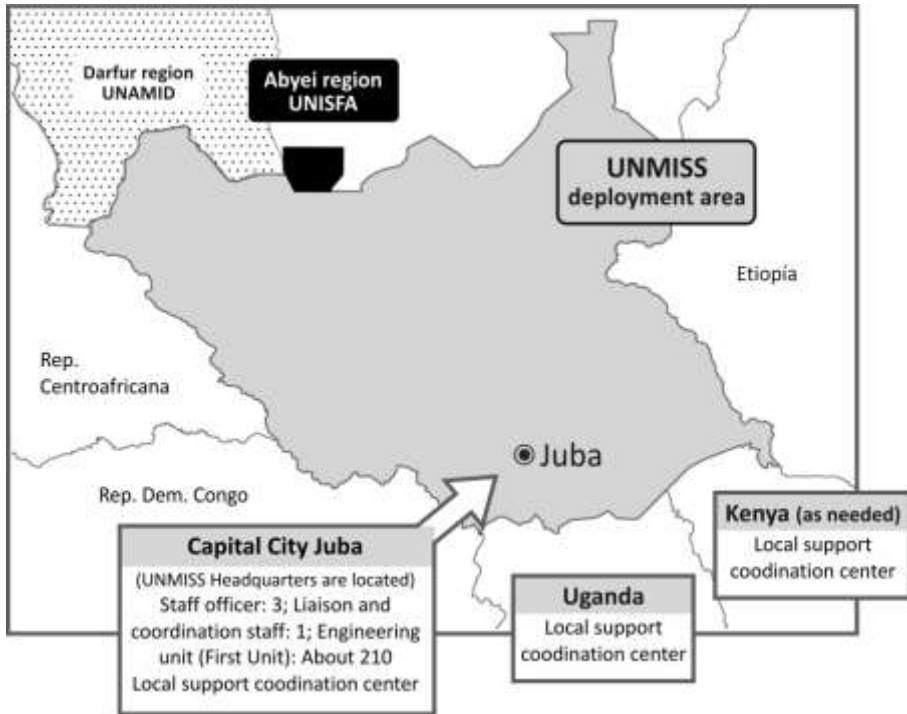 Darfur region
UNAMID
Abyei region
UNISFA
UNMISS
deployment area
Etiopía
Rep.
Centroafricana
Juba
Rep. Dem. Congo
Capital City Juba
(UNMISS Headquarters are located)
Staff officer: 3; Liaison and
coordination staff: 1; Engineering
unit (First Unit): About 210
Local support coodination center
Uganda
Local support
coodination center
Kenya (as needed)
Local support
coodination center